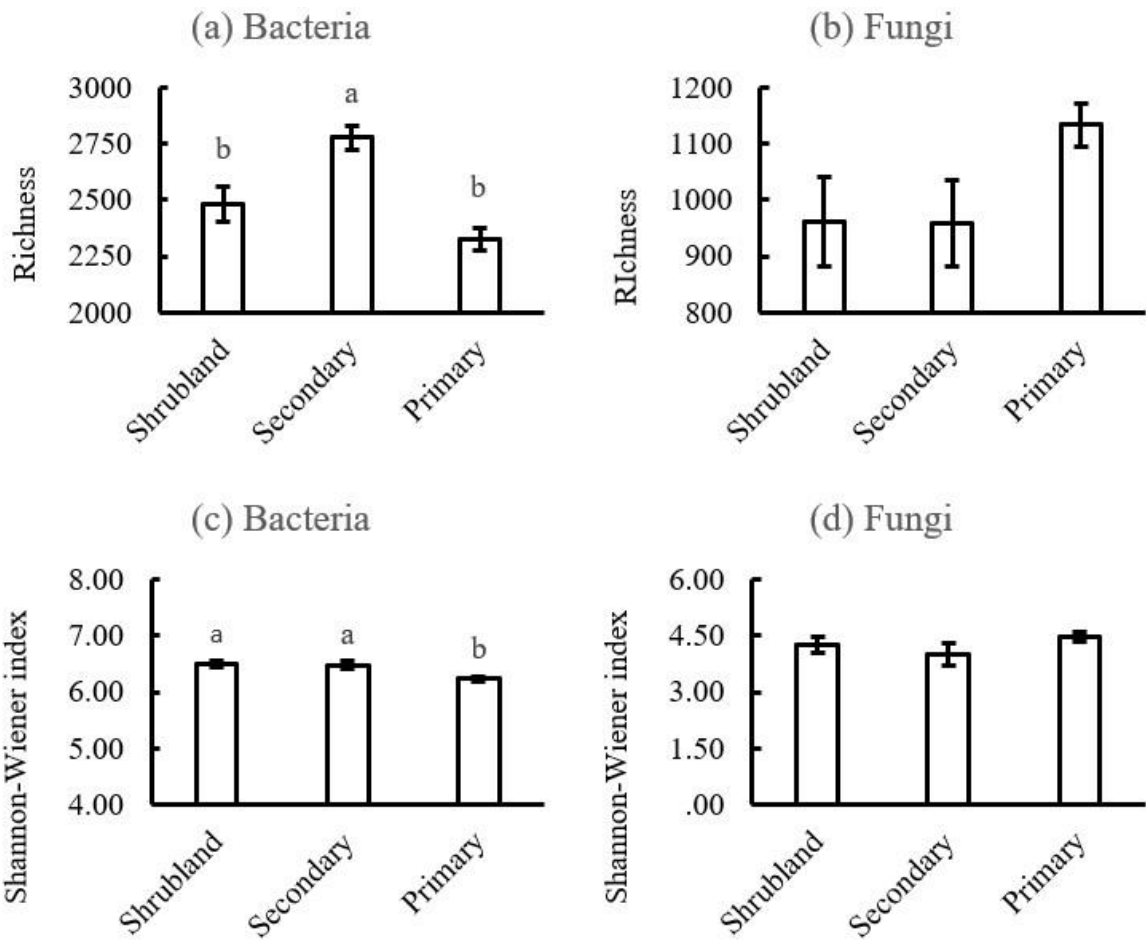 (a) Bacteria
Richness
3000
2750
2500
2250
2000
b
a
b
Shrubland
Secondary
Primary
(b) Fungi
RIchness
1200
1100
1000
900
800
Shrubland
Secondary
Primary
(c) Bacteria
Shannon-Wiener index
8.00
7.00
6.00
5.00
4.00
a
a
b
Shrubland
Secondary
Primary
(d) Fungi
Shannon-Wiener index
6.00
4.50
3.00
1.50
.00
Shrubland
Secondary
Primary